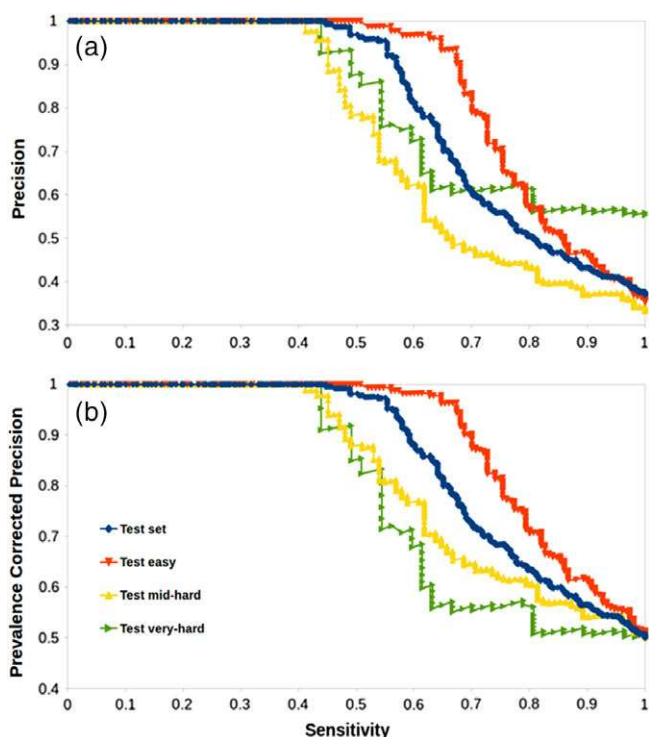 1
(a)
0.9
0.8
0.7
0.6
0.5
0.4
0.3
Precision
0 0.1 0.2 0.3 0.4 0.5 0.6 0.7 0.8 0.9 1
1
(b)
0.9
0.8
0.7
0.6
0.5
0.4
Prevalence Corrected Precision
Test set
Test easy
Test mid-hard
Test very-hard
0 0.1 0.2 0.3 0.4 0.5 0.6 0.7 0.8 0.9 1
Sensitivity